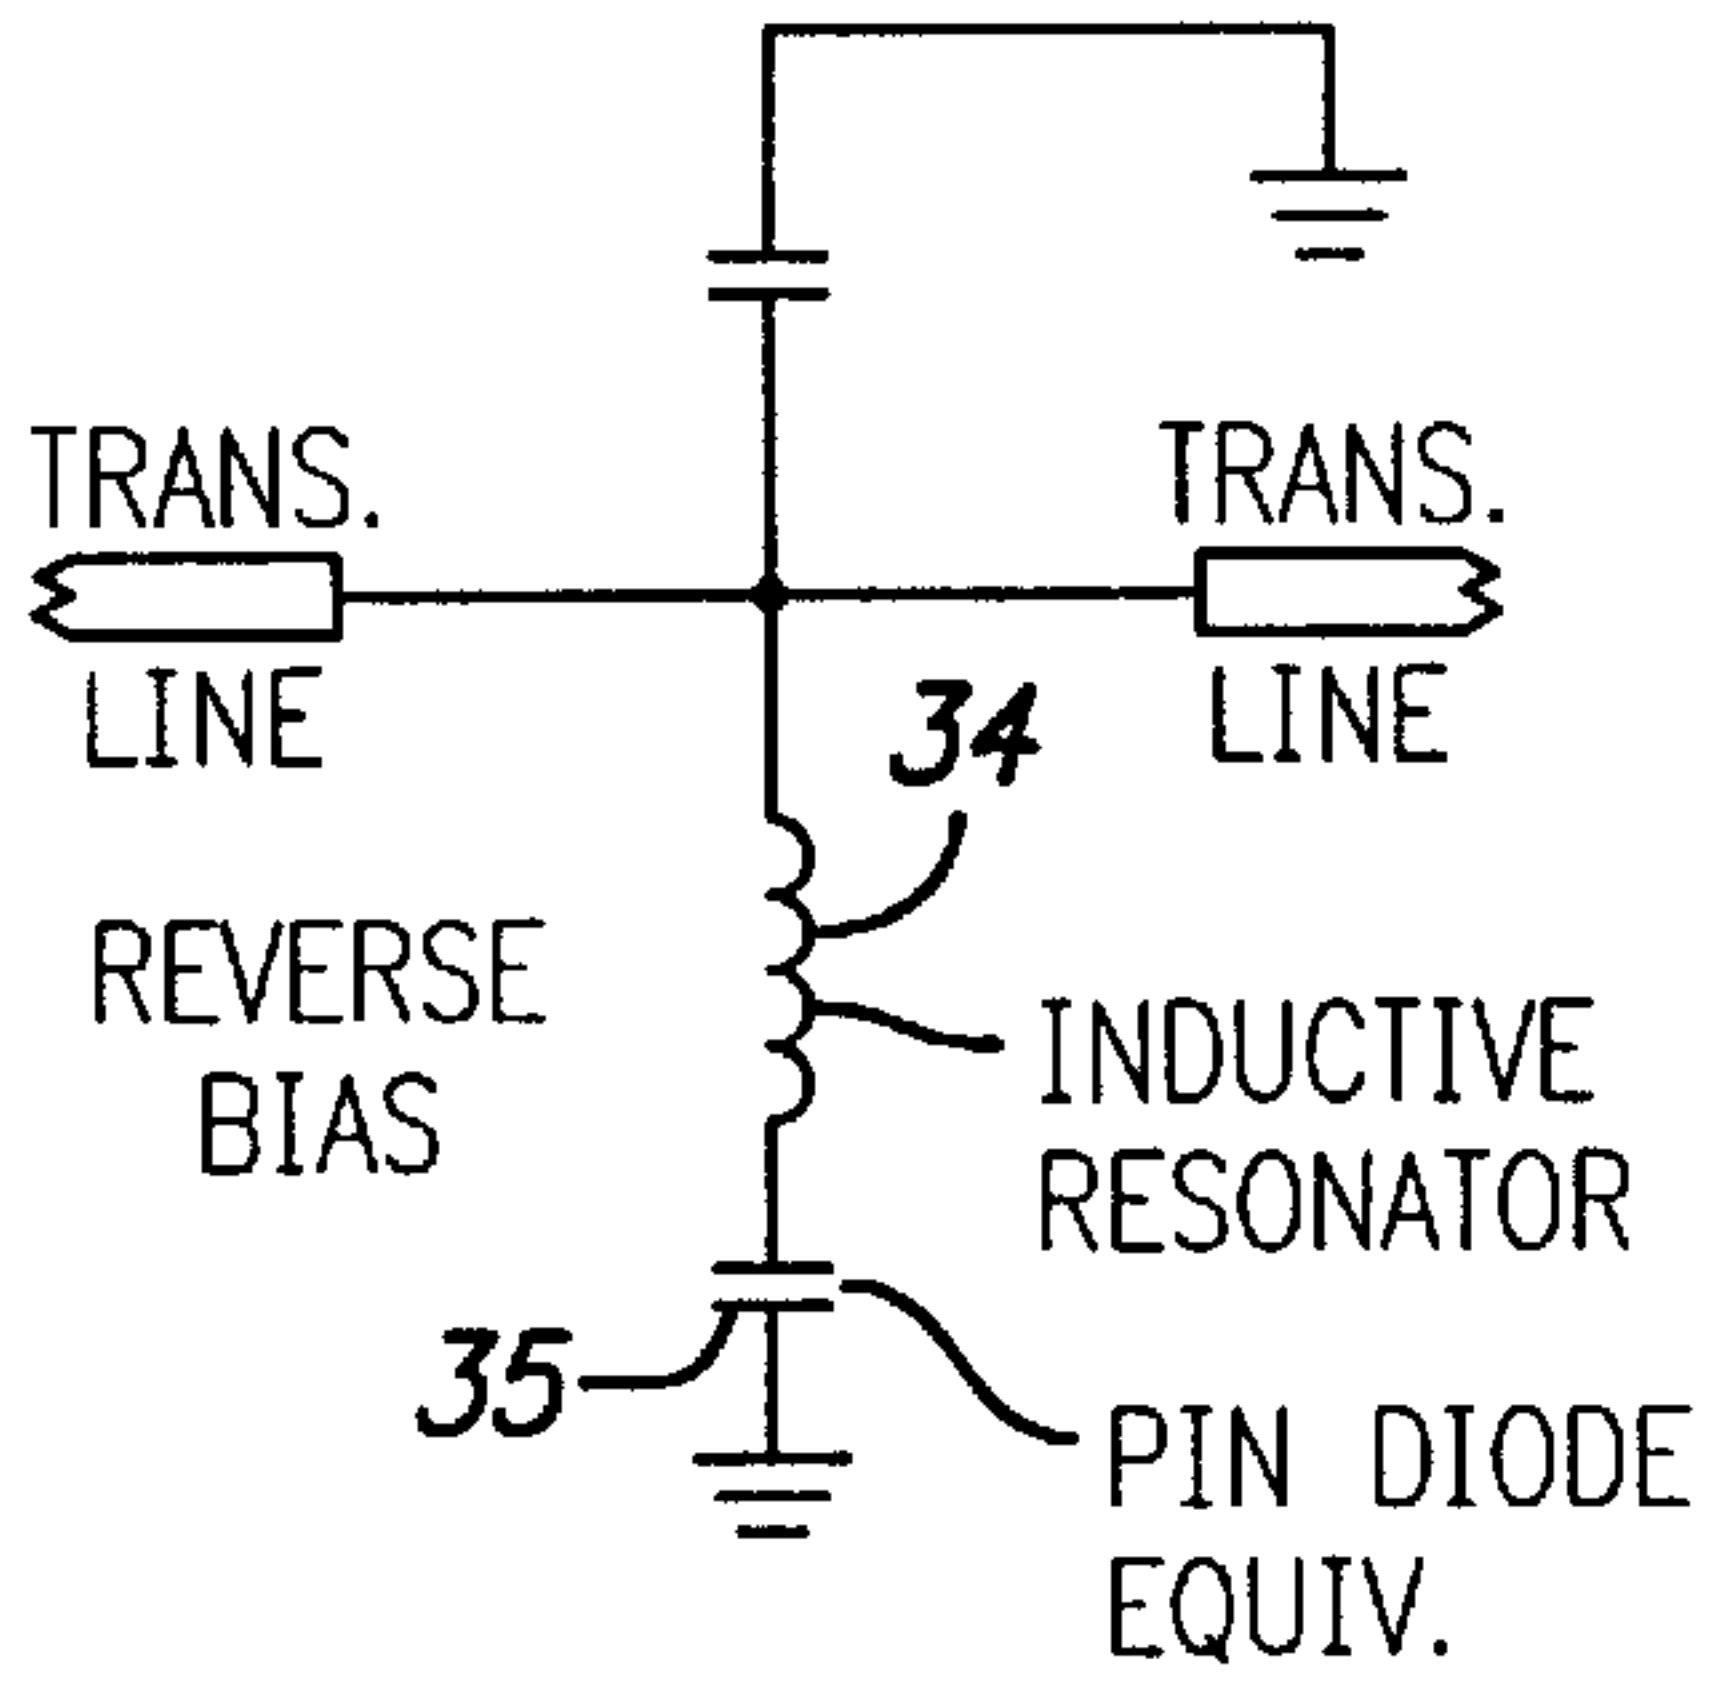 TRANS.
LINE
TRANS.
LINE
34
REVERSE
BIAS
INDUCTIVE
RESONATOR
35
PIN DIODE
EQUIV.